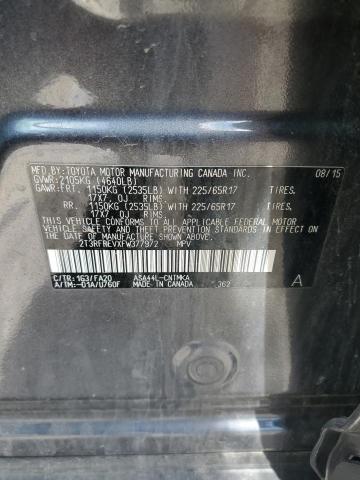 MFD.BY:TOYOTA MOTOR MANUFACTURING CANADA INC. 08/15
GVWR:2105KG (4640LB)
GAWR:FRT. 1150KG (2535LB) WITH 225/65R17 TIRES,
17X7.0J RIMS,
RR. 1150KG (2535LB) WITH 225/65R17 TIRES,
17X7.0J RIMS,
THIS VEHICLE CONFORMS TO ALL APPLICABLE FEDERAL MOTOR
VEHICLE SAFETY AND BUMPER STANDARDS IN EFFECT ON THE DATE OF
MANUFACTURE SHOWN ABOVE.
2T3RFREVXFW377972 MPV
C/TR:1G3/FA20 ASA44L-CNTMKA
A/TM:-01A/U760F MADE IN CANADA 362 A